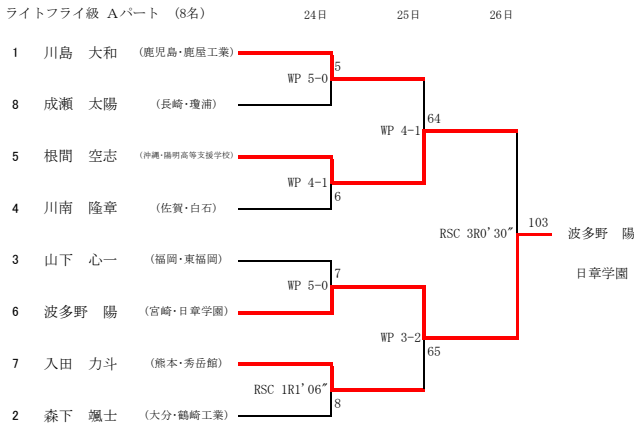 ライトフライ級 Aパート (8名) 24日 25日 26日
1 川島 大和 (鹿児島・鹿屋工業)
5
WP 5-0
8 成瀬 太陽 (長崎・瓊浦)
64
WP 4-1
5 根間 空志 (沖縄・陽明高等支援学校)
WP 4-1
6
4 川南 隆章 (佐賀・白石)
103
RSC 3R0'30" 波多野 陽
日章学園
3 山下 心一 (福岡・東福岡)
7
WP 5-0
6 波多野 陽 (宮崎・日章学園)
WP 3-2
65
7 入田 力斗 (熊本・秀岳館)
RSC 1R1'06"
8
2 森下 颯士 (大分・鶴崎工業)